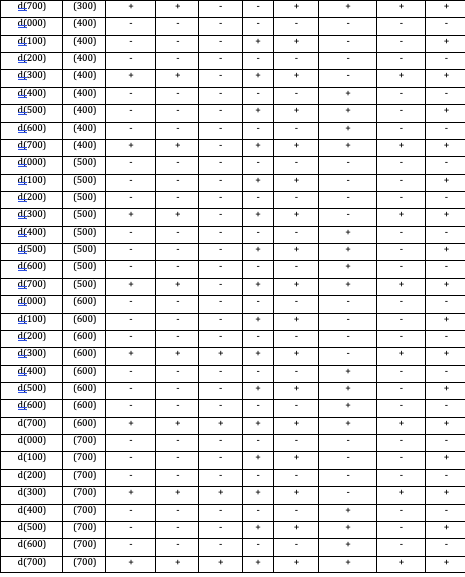 d(700) (300) + + - - + + + +
d(000) (400) - - - - - - - -
d(100) (400) - - - + + - - +
d(200) (400) - - - - - - - -
d(300) (400) + + - + + - + +
d(400) (400) - - - - - + - -
d(500) (400) - - - + + + - +
d(600) (400) - - - - - + - -
d(700) (400) + + - + + + + +
d(000) (500) - - - - - - - -
d(100) (500) - - - + + - - +
d(200) (500) - - - - - - - -
d(300) (500) + + - + + - + +
d(400) (500) - - - - - + - -
d(500) (500) - - - + + + - +
d(600) (500) - - - - - + - -
d(700) (500) + + - + + + + +
d(000) (600) - - - - - - - -
d(100) (600) - - - + + - - +
d(200) (600) - - - - - - - -
d(300) (600) + + + + + - + +
d(400) (600) - - - - - + - -
d(500) (600) - - - + + + - +
d(600) (600) - - - - - + - -
d(700) (600) + + + + + + + +
d(000) (700) - - - - - - - -
d(100) (700) - - - + + - - +
d(200) (700) - - - - - - - -
d(300) (700) + + + + + - + +
d(400) (700) - - - - - + - -
d(500) (700) - - - + + + - +
d(600) (700) - - - - - + - -
d(700) (700) + + + + + + + +